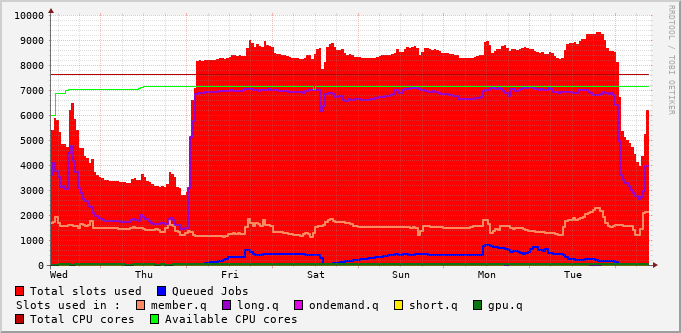 10000
9000
8000
7000
6000
5000
4000
3000
2000
1000
0
Wed Thu Fri Sat Sun Mon Tue
Total slots used Queued Jobs
Slots used in : member.q long.q ondemand.q short.q gpu.q
Total CPU cores Available CPU cores
RRDTOOL / TOBI OETIKER